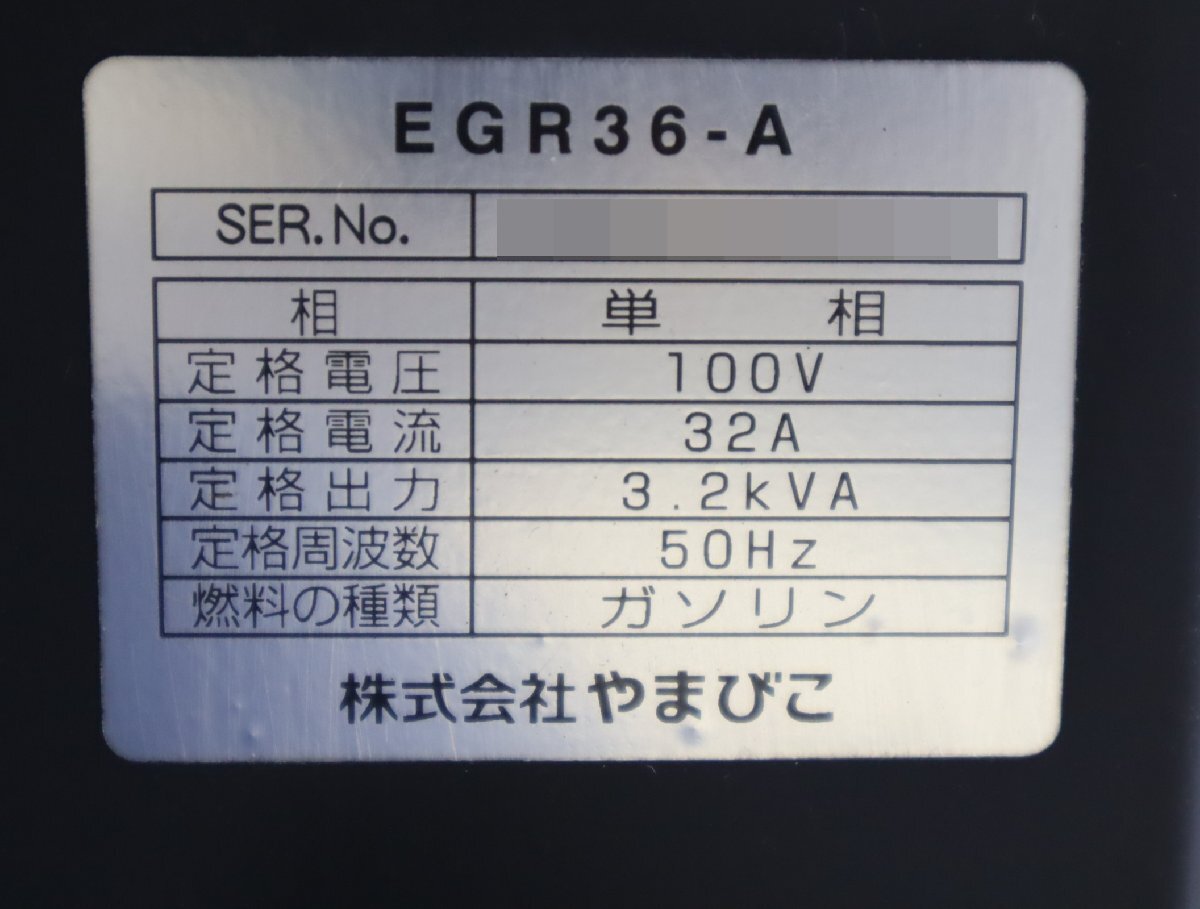 EGR36-A
SER.No.
相 単相
定格電圧 100V
定格電流 32A
定格出力 3.2kVA
定格周波数 50Hz
燃料の種類 ガソリン
株式会社やまびこ